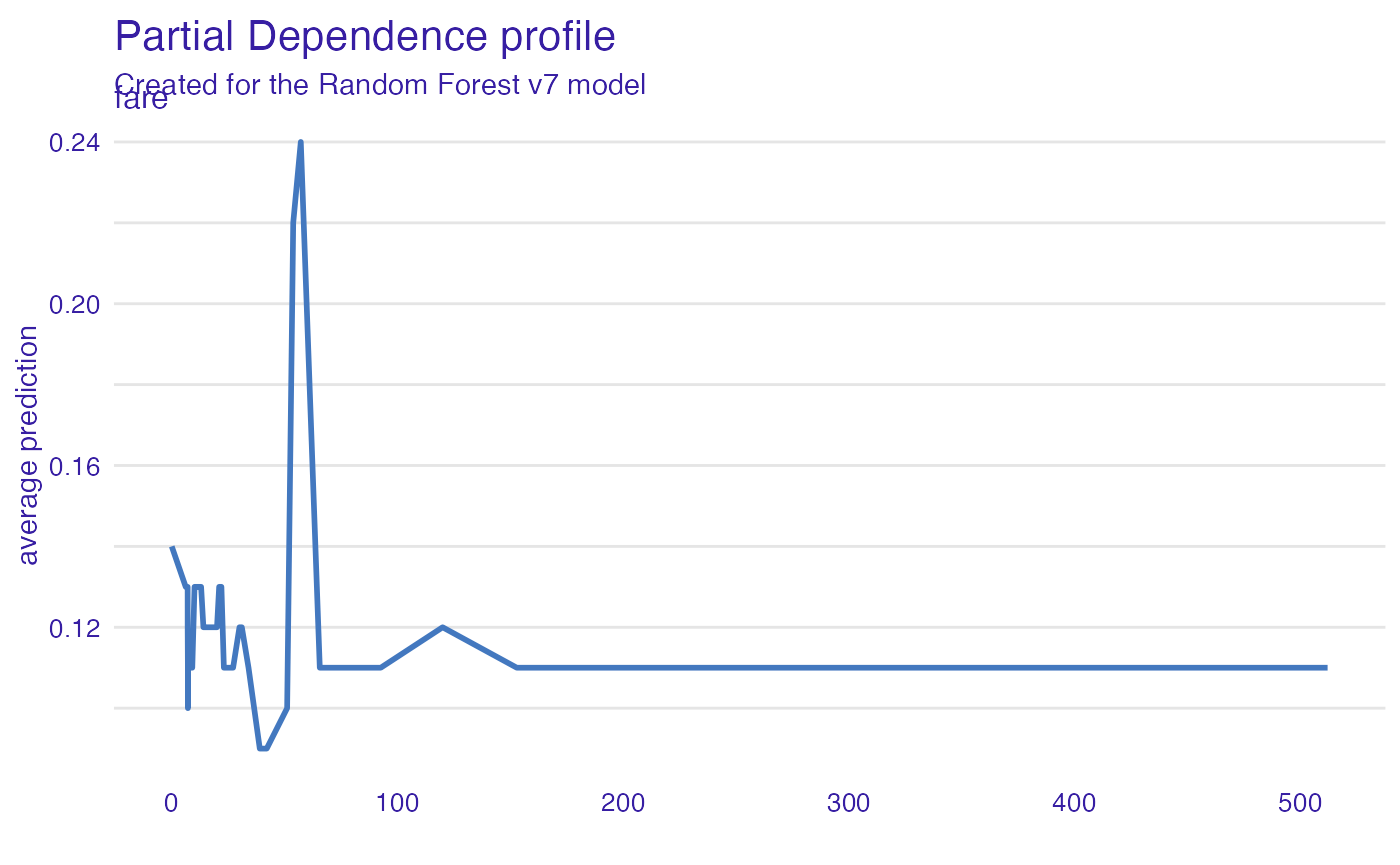 Partial Dependence profile
Created for the Random Forest v7 model
fare
0.24
0.20
0.16
0.12
average prediction
0 100 200 300 400 500